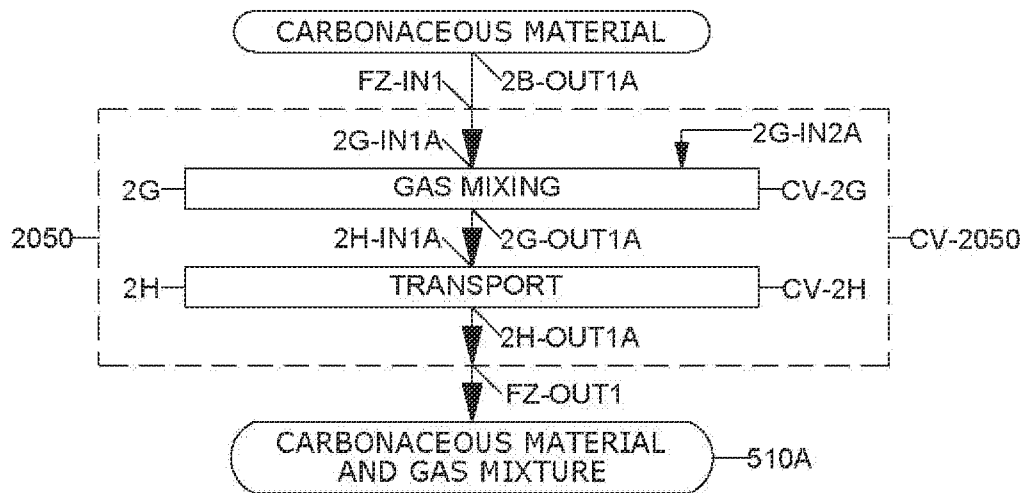 CARBONACEOUS MATERIAL
FZ-IN1
2B-OUT1A
2G-IN1A
2G-IN2A
2G
GAS MIXING
CV-2G
2050
2H-IN1A
2G-OUT1A
CV-2050
2H
TRANSPORT
CV-2H
2H-OUT1A
FZ-OUT1
CARBONACEOUS MATERIAL
AND GAS MIXTURE
510A